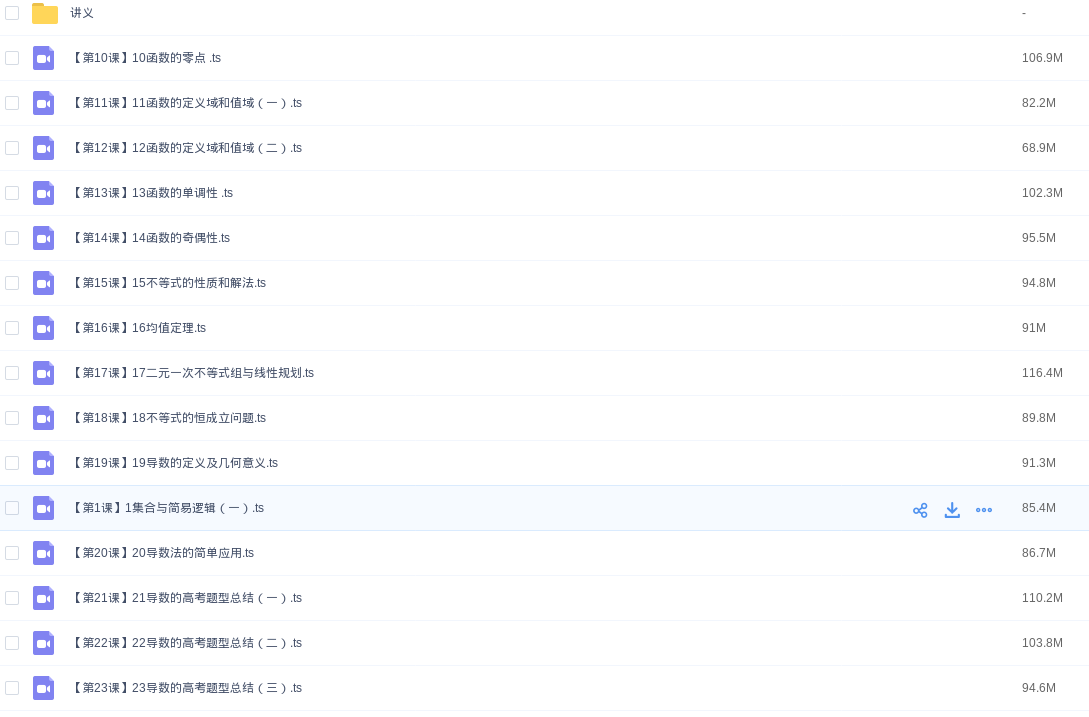 讲义 -
【第10课】10函数的零点 .ts 106.9M
【第11课】11函数的定义域和值域（一）.ts 82.2M
【第12课】12函数的定义域和值域（二）.ts 68.9M
【第13课】13函数的单调性 .ts 102.3M
【第14课】14函数的奇偶性.ts 95.5M
【第15课】15不等式的性质和解法.ts 94.8M
【第16课】16均值定理.ts 91M
【第17课】17二元一次不等式组与线性规划.ts 116.4M
【第18课】18不等式的恒成立问题.ts 89.8M
【第19课】19导数的定义及几何意义.ts 91.3M
【第1课】1集合与简易逻辑（一）.ts 85.4M
【第20课】20导数法的简单应用.ts 86.7M
【第21课】21导数的高考题型总结（一）.ts 110.2M
【第22课】22导数的高考题型总结（二）.ts 103.8M
【第23课】23导数的高考题型总结（三）.ts 94.6M